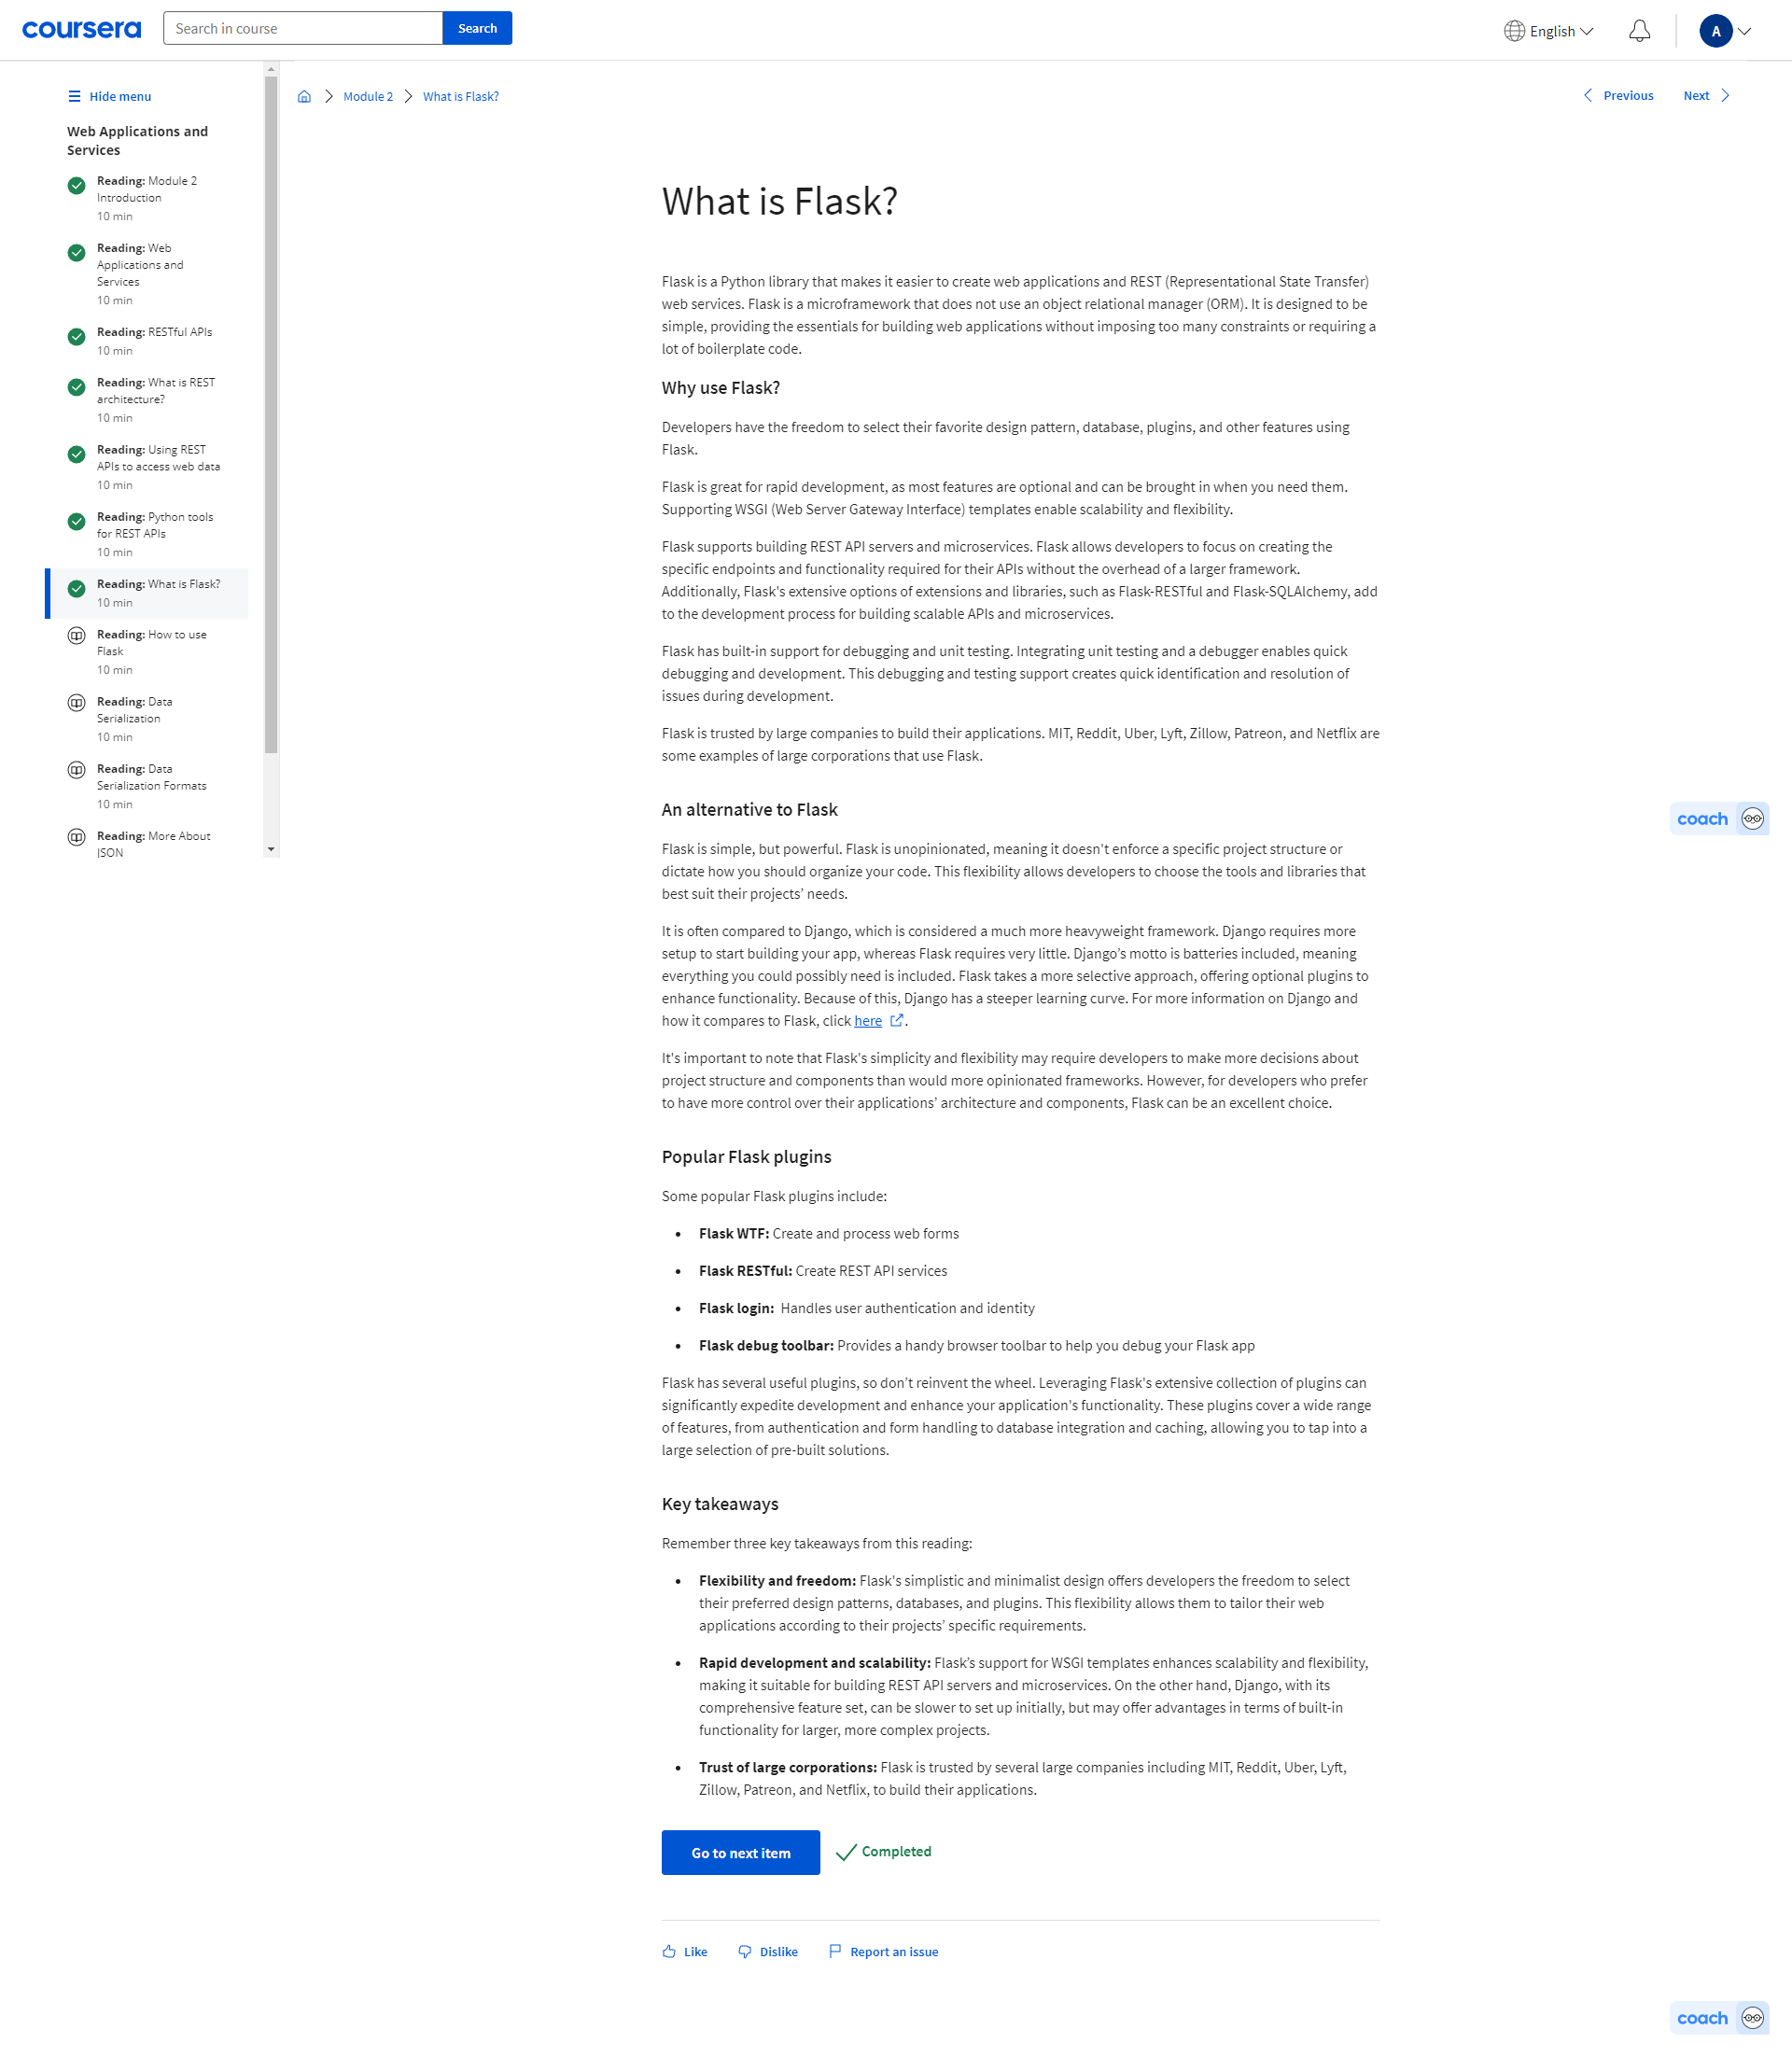 coursera
Search in course
Search
English
A
Hide menu
Web Applications and
Services
Reading: Module 2
Introduction
10 min
Reading: Web
Applications and
Services
10 min
Reading: RESTful APIs
10 min
Reading: What is REST
architecture?
10 min
Reading: Using REST
APIs to access web data
10 min
Reading: Python tools
for REST APIs
10 min
Reading: What is Flask?
10 min
Reading: How to use
Flask
10 min
Reading: Data
Serialization
10 min
Reading: Data
Serialization Formats
10 min
Reading: More About
JSON
Module 2
What is Flask?
Previous
Next
What is Flask?
Flask is a Python library that makes it easier to create web applications and REST (Representational State Transfer)
web services. Flask is a microframework that does not use an object relational manager (ORM). It is designed to be
simple, providing the essentials for building web applications without imposing too many constraints or requiring a
lot of boilerplate code.
Why use Flask?
Developers have the freedom to select their favorite design pattern, database, plugins, and other features using
Flask.
Flask is great for rapid development, as most features are optional and can be brought in when you need them.
Supporting WSGI (Web Server Gateway Interface) templates enable scalability and flexibility.
Flask supports building REST API servers and microservices. Flask allows developers to focus on creating the
specific endpoints and functionality required for their APIs without the overhead of a larger framework.
Additionally, Flask's extensive options of extensions and libraries, such as Flask-RESTful and Flask-SQLAlchemy, add
to the development process for building scalable APIs and microservices.
Flask has built-in support for debugging and unit testing. Integrating unit testing and a debugger enables quick
debugging and development. This debugging and testing support creates quick identification and resolution of
issues during development.
Flask is trusted by large companies to build their applications. MIT, Reddit, Uber, Lyft, Zillow, Patreon, and Netflix are
some examples of large corporations that use Flask.
An alternative to Flask
Flask is simple, but powerful. Flask is unopinionated, meaning it doesn't enforce a specific project structure or
dictate how you should organize your code. This flexibility allows developers to choose the tools and libraries that
best suit their projects’ needs.
It is often compared to Django, which is considered a much more heavyweight framework. Django requires more
setup to start building your app, whereas Flask requires very little. Django’s motto is batteries included, meaning
everything you could possibly need is included. Flask takes a more selective approach, offering optional plugins to
enhance functionality. Because of this, Django has a steeper learning curve. For more information on Django and
how it compares to Flask, click here .
It's important to note that Flask's simplicity and flexibility may require developers to make more decisions about
project structure and components than would more opinionated frameworks. However, for developers who prefer
to have more control over their applications’ architecture and components, Flask can be an excellent choice.
Popular Flask plugins
Some popular Flask plugins include:
• Flask WTF: Create and process web forms
• Flask RESTful: Create REST API services
• Flask login: Handles user authentication and identity
• Flask debug toolbar: Provides a handy browser toolbar to help you debug your Flask app
Flask has several useful plugins, so don’t reinvent the wheel. Leveraging Flask's extensive collection of plugins can
significantly expedite development and enhance your application's functionality. These plugins cover a wide range
of features, from authentication and form handling to database integration and caching, allowing you to tap into a
large selection of pre-built solutions.
Key takeaways
Remember three key takeaways from this reading:
• Flexibility and freedom: Flask's simplistic and minimalist design offers developers the freedom to select
their preferred design patterns, databases, and plugins. This flexibility allows them to tailor their web
applications according to their projects’ specific requirements.
• Rapid development and scalability: Flask’s support for WSGI templates enhances scalability and flexibility,
making it suitable for building REST API servers and microservices. On the other hand, Django, with its
comprehensive feature set, can be slower to set up initially, but may offer advantages in terms of built-in
functionality for larger, more complex projects.
• Trust of large corporations: Flask is trusted by several large companies including MIT, Reddit, Uber, Lyft,
Zillow, Patreon, and Netflix, to build their applications.
Go to next item
Completed
Like
Dislike
Report an issue
coach
coach